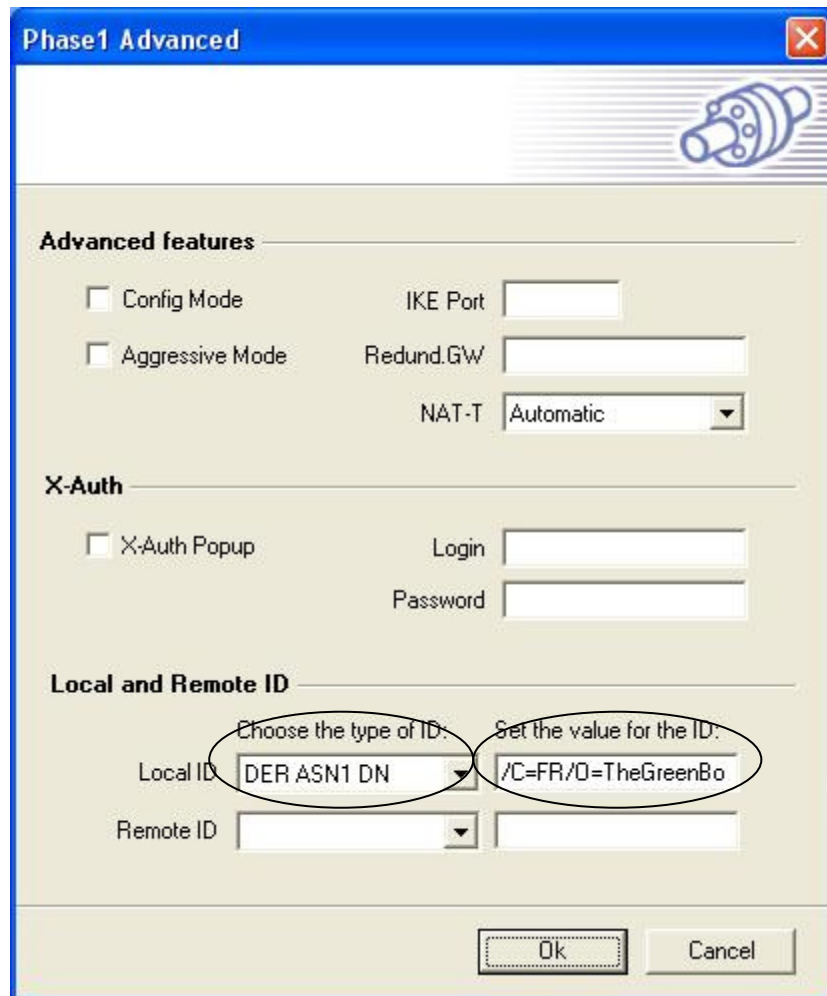 Phase1 Advanced
Advanced features
Config Mode IKE Port
Aggressive Mode Redund.GW
NAT-T Automatic
X-Auth
X-Auth Popup Login
Password
Local and Remote ID
Choose the type of ID: Set the value for the ID:
Local ID DER ASN1 DN /C=FR/O=TheGreenBo
Remote ID
Ok Cancel